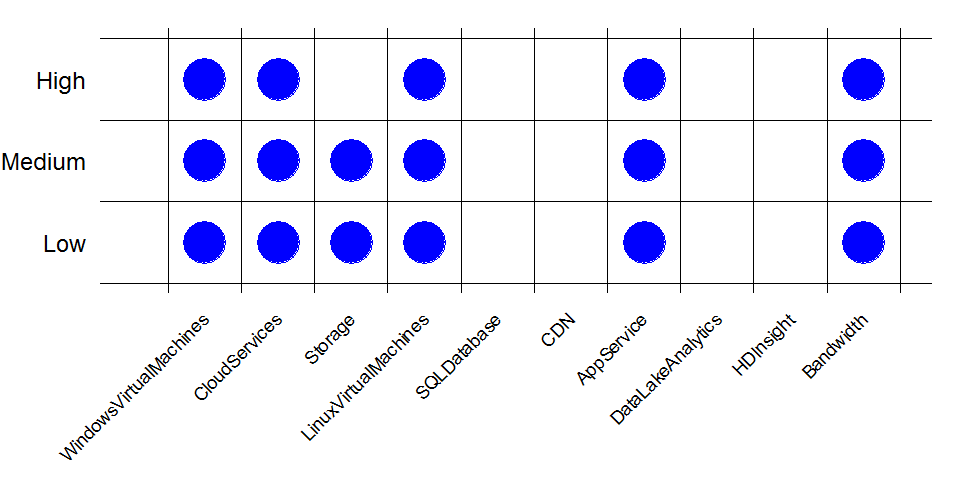 High
Medium
Low
WindowsVirtualMachines
CloudServices
Storage
LinuxVirtualMachines
SQLDatabase
CDN
AppService
DataLakeAnalytics
HDInsight
Bandwidth